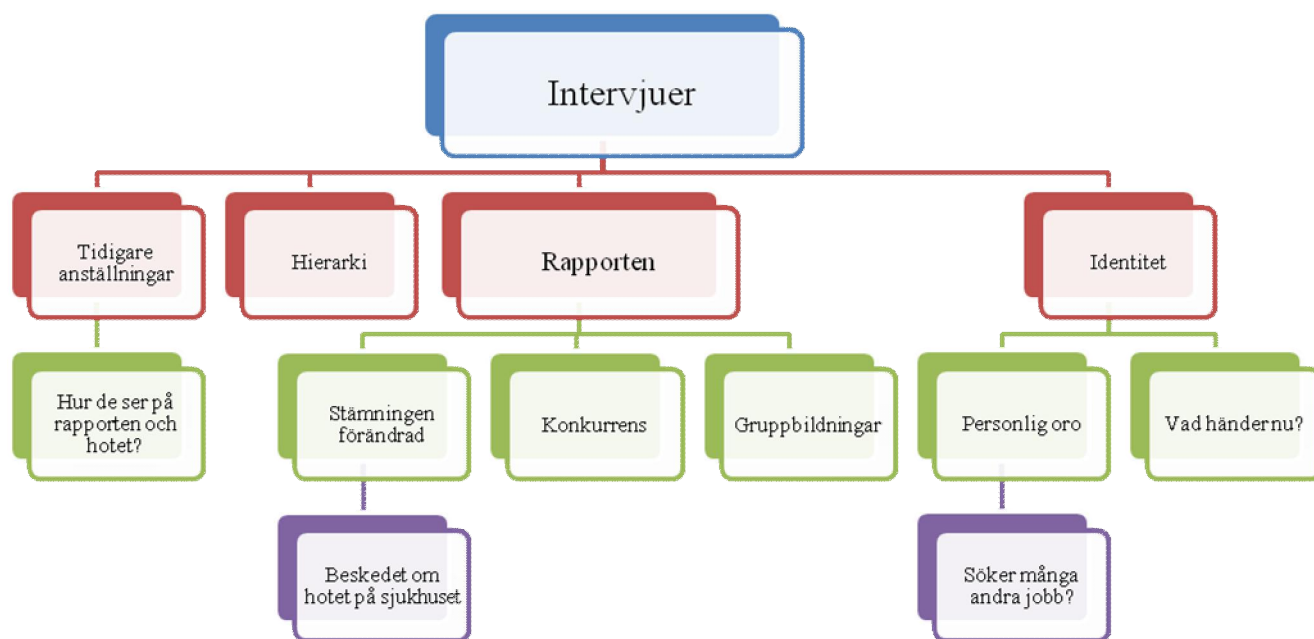 Intervjuer
Tidigare
anställningar
Hierarki
Rapporten
Identitet
Hur de ser på
rapporten och
hotet?
Stämningen
förändrad
Konkurrens
Gruppbildningar
Personlig oro
Vad händer nu?
Beskedet om
hotet på sjukhuset
Söker många
andra jobb?